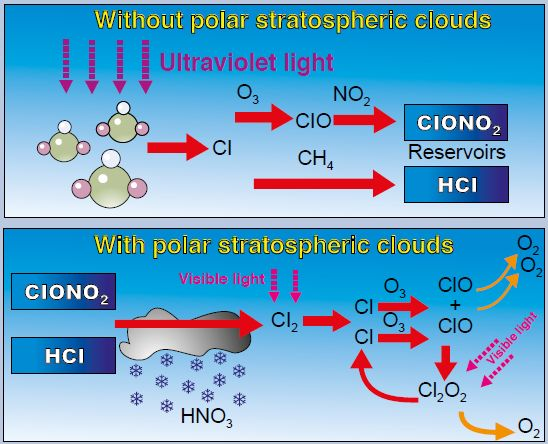 Without polar stratospheric clouds
Ultraviolet light
O3
NO2
Cl
ClO
ClONO2
Reservoirs
CH4
HCl
With polar stratospheric clouds
O2
O2
ClONO2
Visible light
O3
ClO
Cl2
Cl
+
O3
Cl
ClO
HCl
Visible light
Cl2O2
HNO3
O2